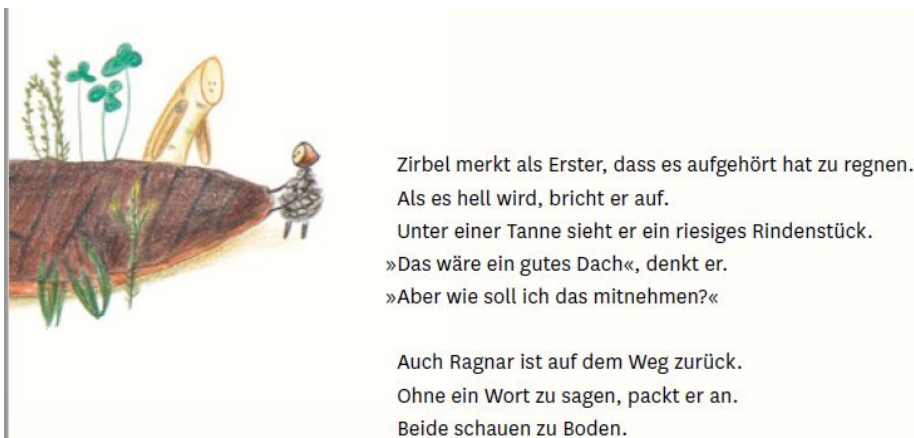 Zirbel merkt als Erster, dass es aufgehört hat zu regnen.
Als es hell wird, bricht er auf.
Unter einer Tanne sieht er ein riesiges Rindenstück.
»Das wäre ein gutes Dach«, denkt er.
»Aber wie soll ich das mitnehmen?«
Auch Ragnar ist auf dem Weg zurück.
Ohne ein Wort zu sagen, packt er an.
Beide schauen zu Boden.